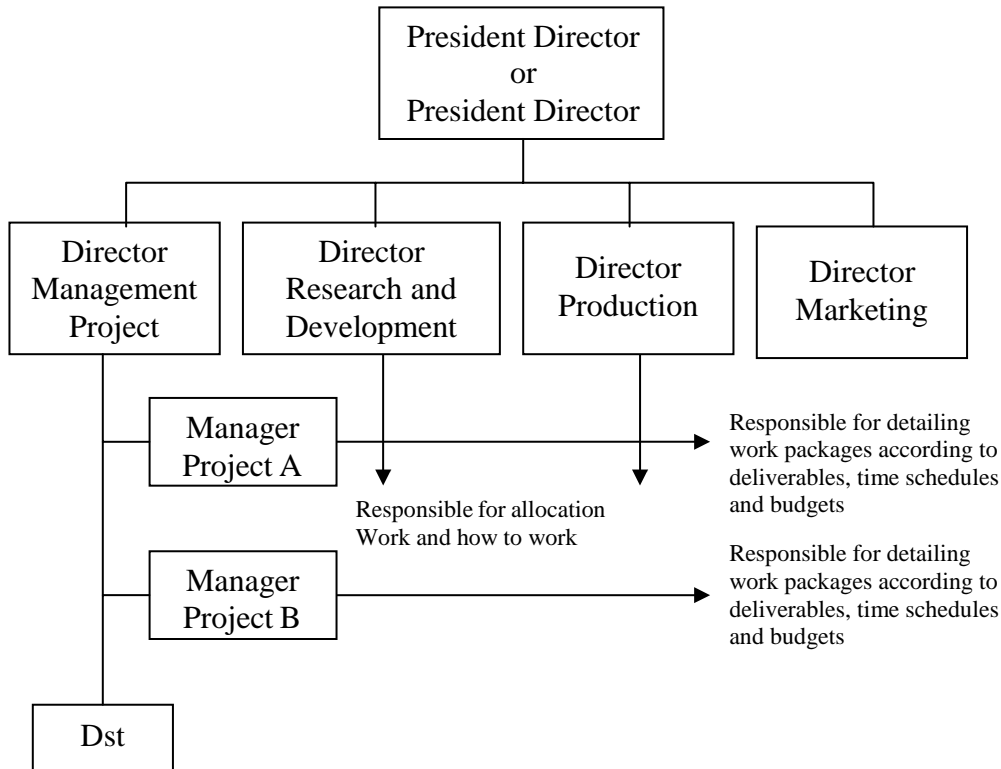 President Director
or
President Director
Director
Management
Project
Director
Research and
Development
Director
Production
Director
Marketing
Manager
Project A
Responsible for detailing
work packages according to
deliverables, time schedules
and budgets
Responsible for allocation
Work and how to work
Manager
Project B
Responsible for detailing
work packages according to
deliverables, time schedules
and budgets
Dst